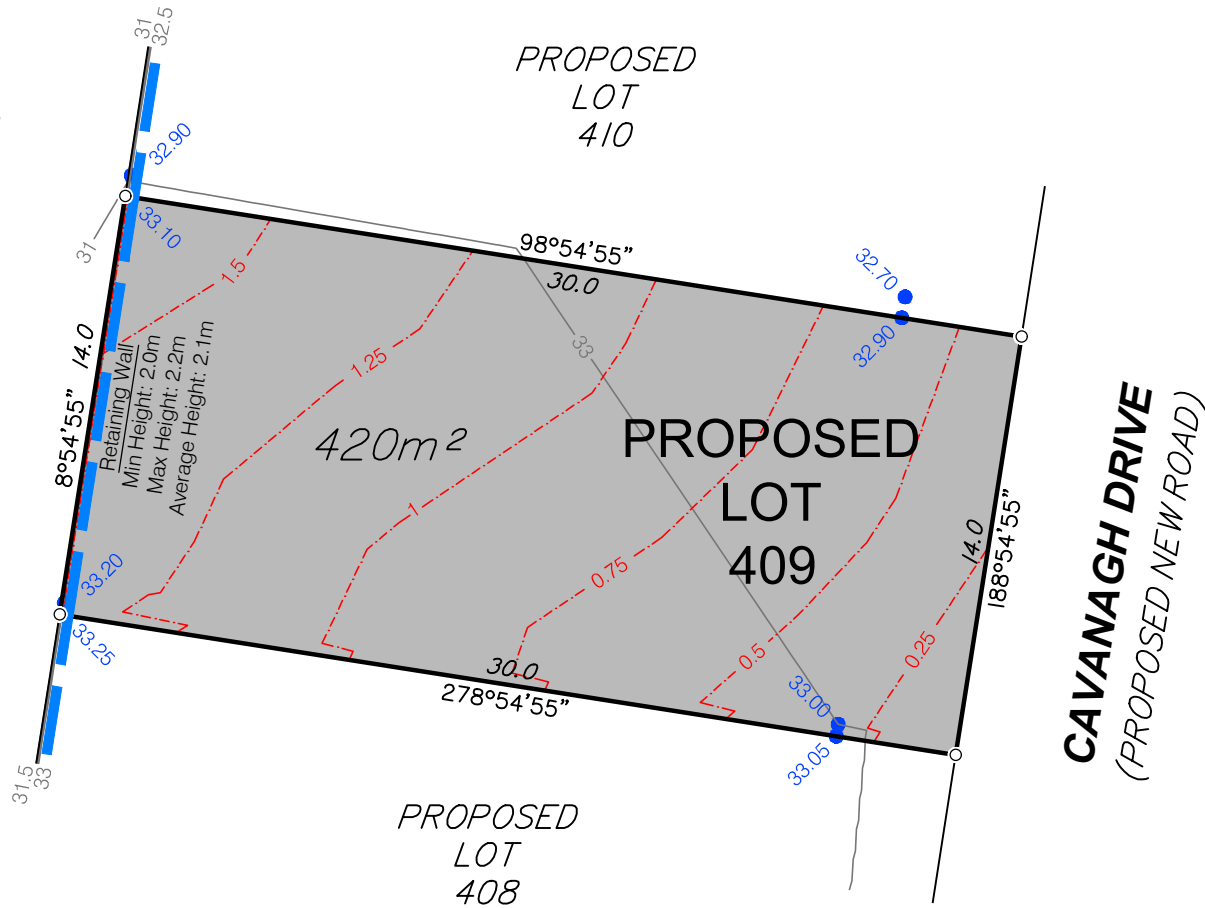 31
32.5
PROPOSED
LOT
410
32.90
33.10
31
98°54'55"
30.0
32.70
32.90
1.5
1.25
33
14.0
8°54'55"
Retaining Wall
Min Height: 2.0m
Max Height: 2.2m
Average Height: 2.1m
420m²
PROPOSED
LOT
409
1
0.75
0.5
0.25
14.0
188°54'55"
CAVANAGH DRIVE
(PROPOSED NEW ROAD)
33.20
33.25
30.0
278°54'55"
33.00
33.05
31.5
33
PROPOSED
LOT
408